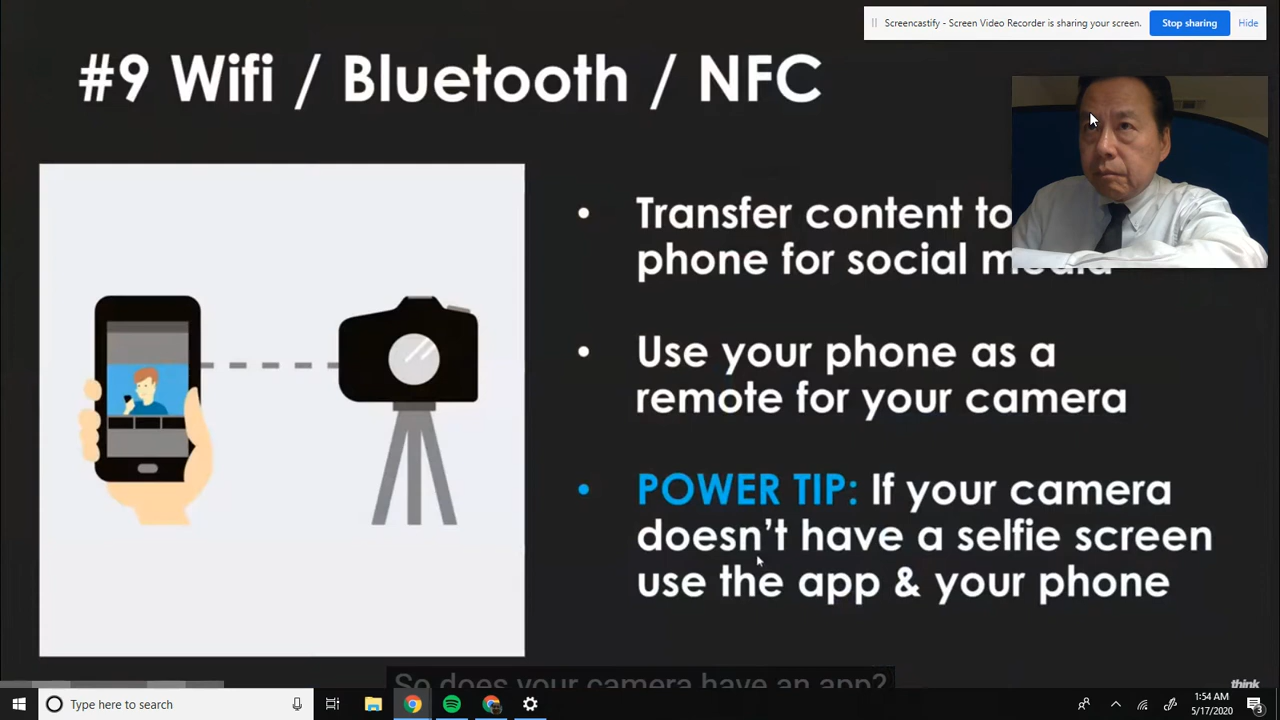 Screencastify - Screen Video Recorder is sharing your screen.
Stop sharing
Hide
#9 Wifi / Bluetooth / NFC
• Transfer content to
phone for social media
• Use your phone as a
remote for your camera
• POWER TIP: If your camera
doesn't have a selfie screen
use the app & your phone
So does your camera have an app?
think
Type here to search
1:54 AM
5/17/2020
3